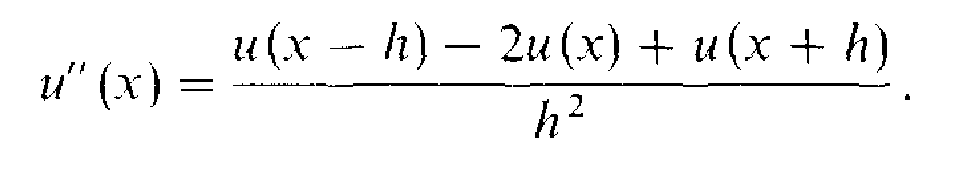 u''(x) = \frac{u(x - h) - 2u(x) + u(x + h)}{h^2}.